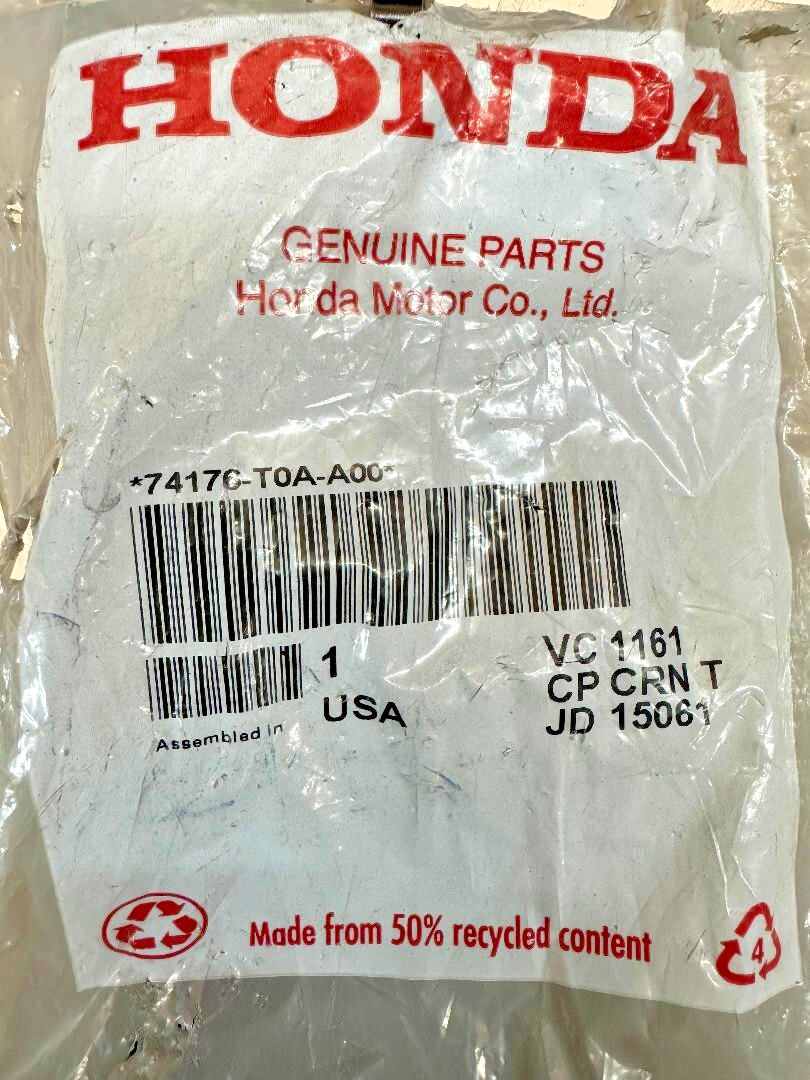 HONDA
GENUINE PARTS
Honda Motor Co., Ltd.
*74176-T0A-A00*
1
VC 1161
CP CRN T
USA
JD 15061
Assembled in
Made from 50% recycled content
4